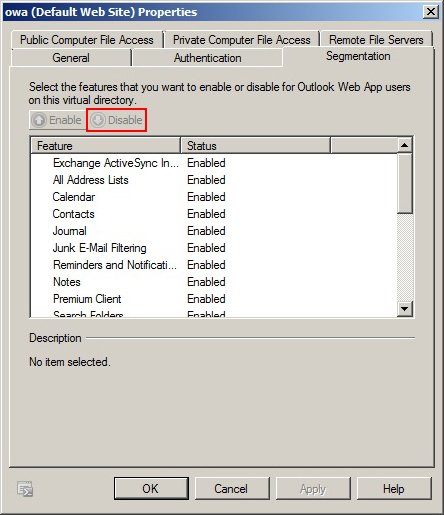 owa (Default Web Site) Properties
Public Computer File Access Private Computer File Access Remote File Servers
General Authentication Segmentation
Select the features that you want to enable or disable for Outlook Web App users
on this virtual directory.
Enable Disable
Feature Status
Exchange ActiveSync In... Enabled
All Address Lists Enabled
Calendar Enabled
Contacts Enabled
Journal Enabled
Junk E-Mail Filtering Enabled
Reminders and Notificati... Enabled
Notes Enabled
Premium Client Enabled
Search Folders Enabled
Description
No item selected.
OK Cancel Apply Help